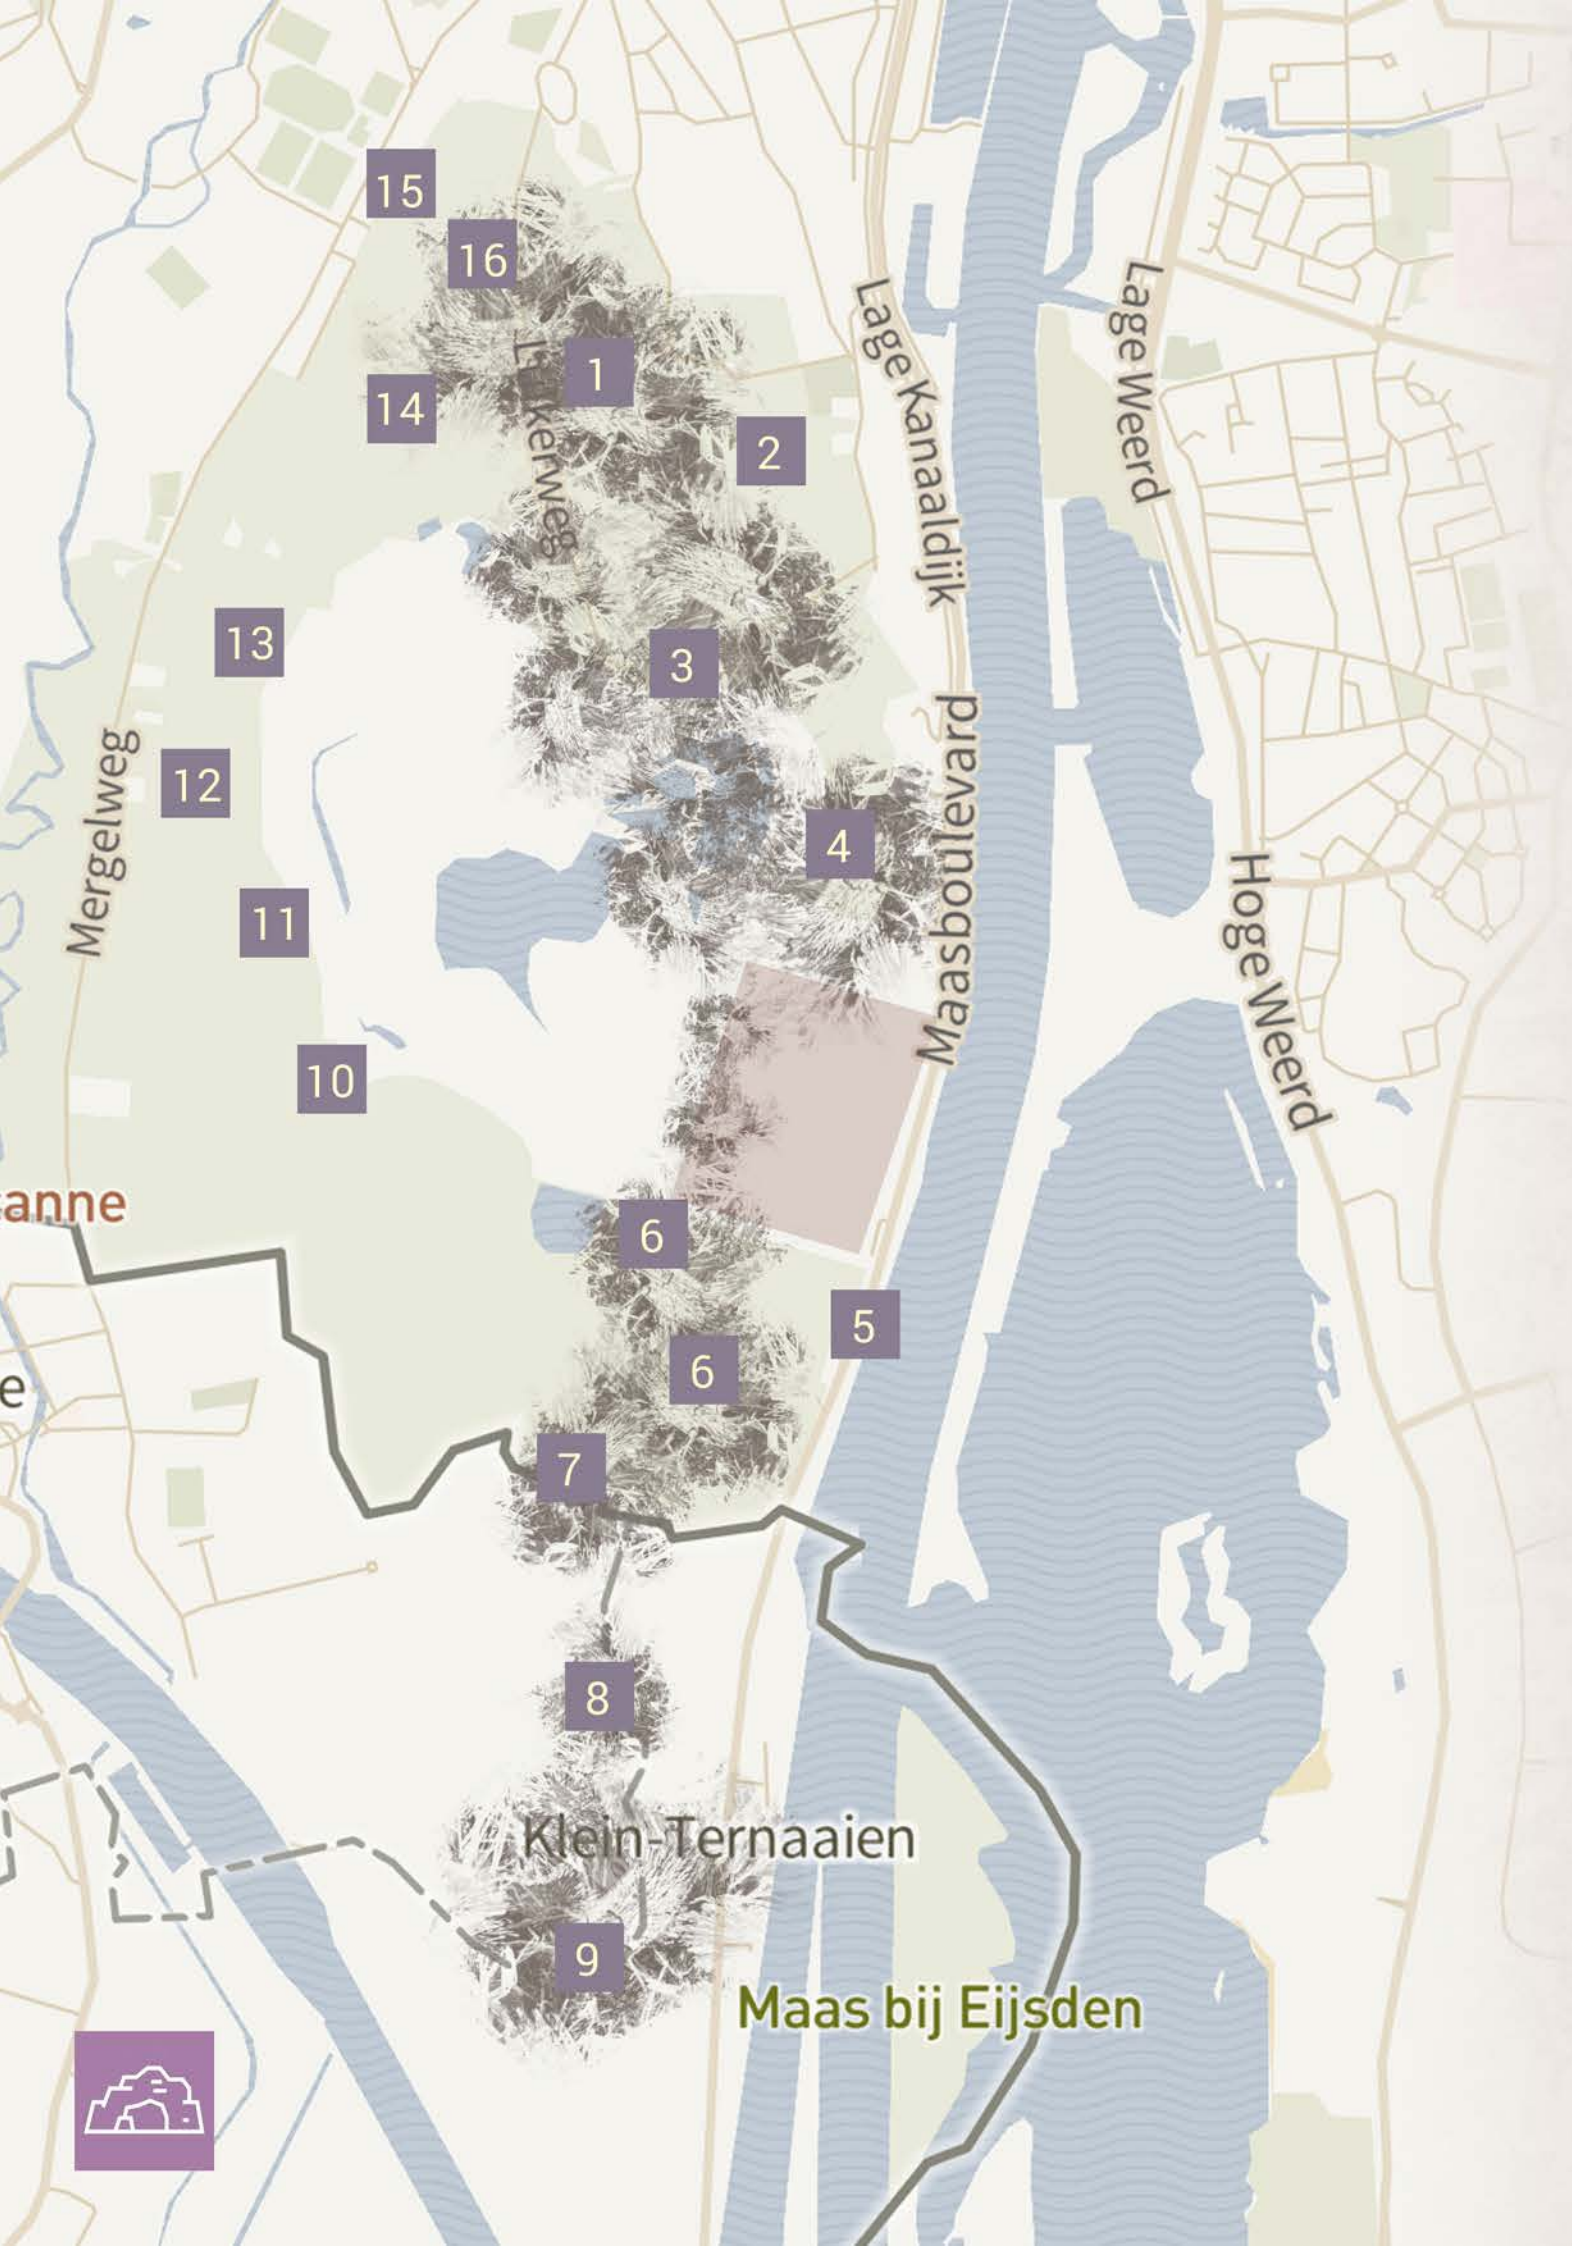 15
16
Lage Kanaaldijk
Lage Weerd
1
14
2
13
3
Mergelweg
12
Maasboulevard
4
Hoge Weerd
11
10
anne
6
5
6
e
7
8
Klein-Ternaaien
9
Maas bij Eijsden